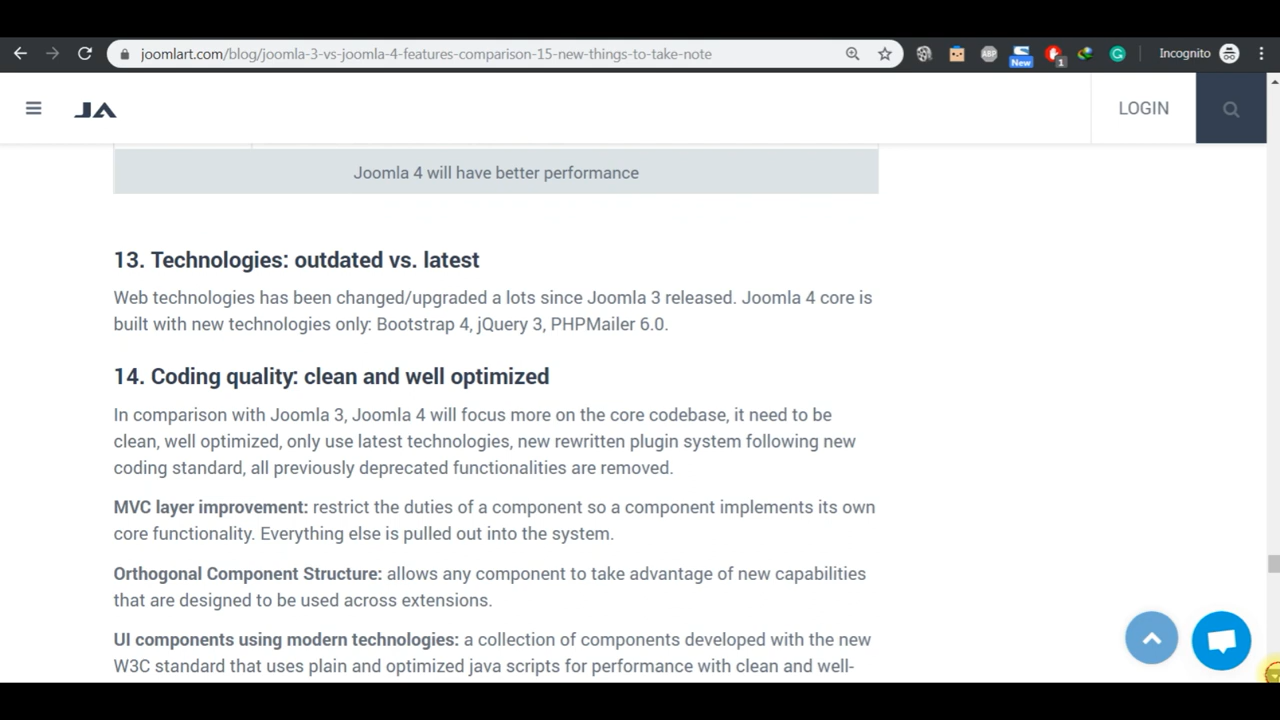 joomlart.com/blog/joomla-3-vs-joomla-4-features-comparison-15-new-things-to-take-note
ABP
New
1
Incognito
JA
LOGIN
Joomla 4 will have better performance
13. Technologies: outdated vs. latest
Web technologies has been changed/upgraded a lots since Joomla 3 released. Joomla 4 core is
built with new technologies only: Bootstrap 4, jQuery 3, PHPMailer 6.0.
14. Coding quality: clean and well optimized
In comparison with Joomla 3, Joomla 4 will focus more on the core codebase, it need to be
clean, well optimized, only use latest technologies, new rewritten plugin system following new
coding standard, all previously deprecated functionalities are removed.
MVC layer improvement: restrict the duties of a component so a component implements its own
core functionality. Everything else is pulled out into the system.
Orthogonal Component Structure: allows any component to take advantage of new capabilities
that are designed to be used across extensions.
UI components using modern technologies: a collection of components developed with the new
W3C standard that uses plain and optimized java scripts for performance with clean and well-